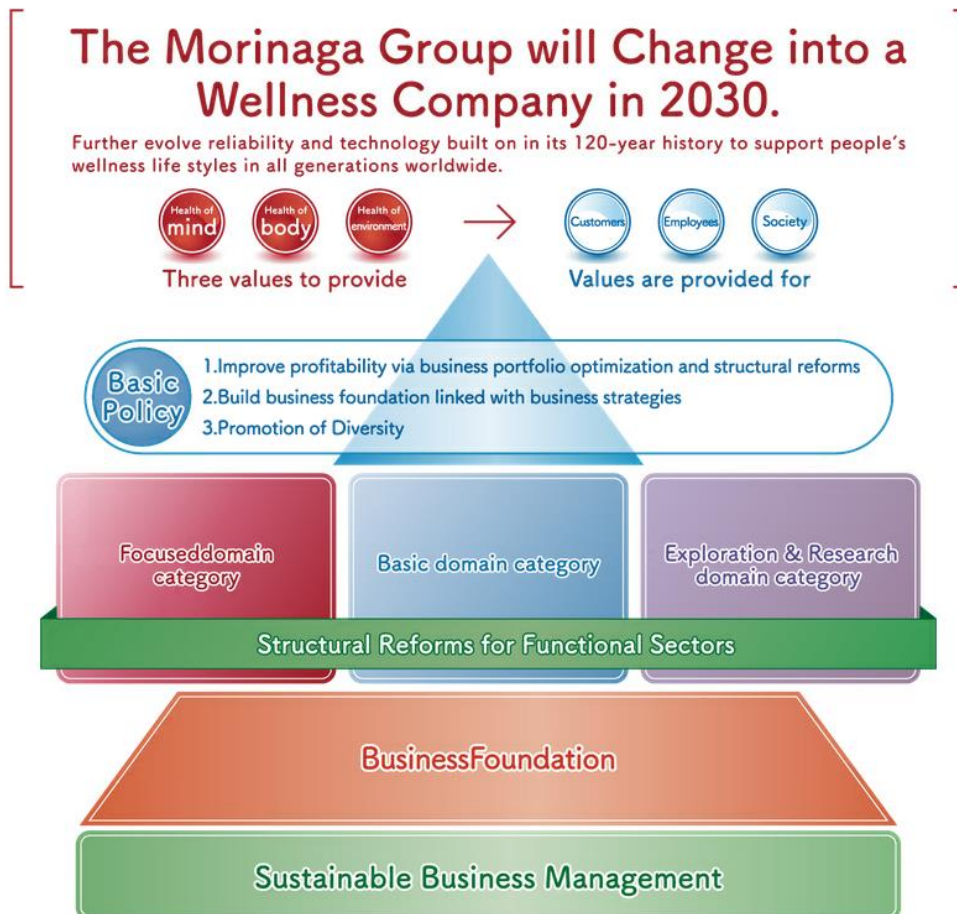 The Morinaga Group will Change into a
Wellness Company in 2030.
Further evolve reliability and technology built on in its 120-year history to support people's
wellness life styles in all generations worldwide.
Health of
mind
Health of
body
Health of
environment
Customers
Employees
Society
Three values to provide
Values are provided for
Basic
Policy
1.Improve profitability via business portfolio optimization and structural reforms
2.Build business foundation linked with business strategies
3.Promotion of Diversity
Focuseddomain
category
Basic domain category
Exploration & Research
domain category
Structural Reforms for Functional Sectors
BusinessFoundation
Sustainable Business Management